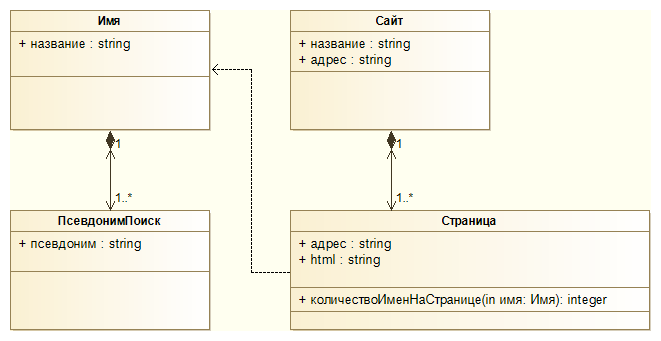 Имя
+ название : string
Сайт
+ название : string
+ адрес : string
1
1..*
1
1..*
ПсевдонимПоиск
+ псевдоним : string
Страница
+ адрес : string
+ html : string
+ количествоИменНаСтранице(in имя: Имя): integer